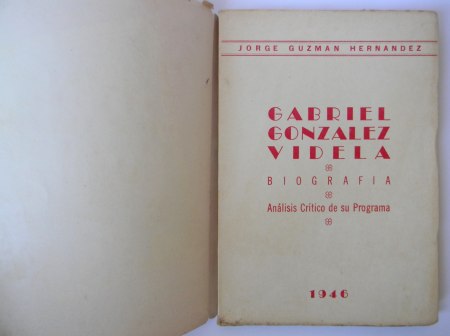 JORGE GUZMAN HERNANDEZ
GABRIEL
GONZALEZ
VIDELA
BIOGRAFIA
Análisis Crítico de su Programa
1946